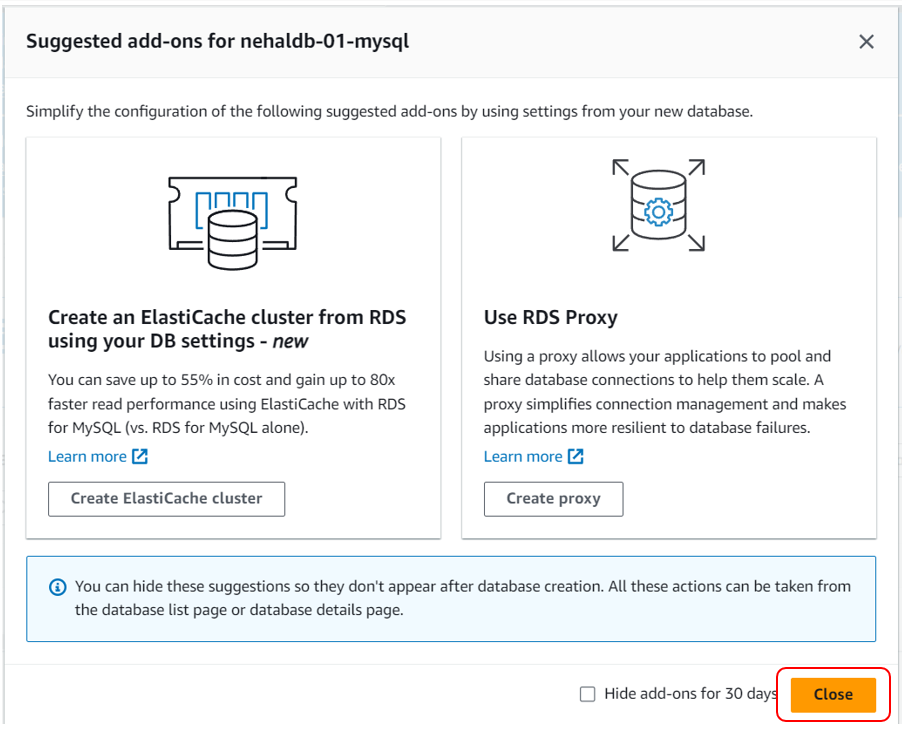 Suggested add-ons for nehaldb-01-mysql
Simplify the configuration of the following suggested add-ons by using settings from your new database.
Create an ElastiCache cluster from RDS
using your DB settings - new
You can save up to 55% in cost and gain up to 80x
faster read performance using ElastiCache with RDS
for MySQL (vs. RDS for MySQL alone).
Learn more
Create ElastiCache cluster
Use RDS Proxy
Using a proxy allows your applications to pool and
share database connections to help them scale. A
proxy simplifies connection management and makes
applications more resilient to database failures.
Learn more
Create proxy
You can hide these suggestions so they don't appear after database creation. All these actions can be taken from
the database list page or database details page.
Hide add-ons for 30 days
Close